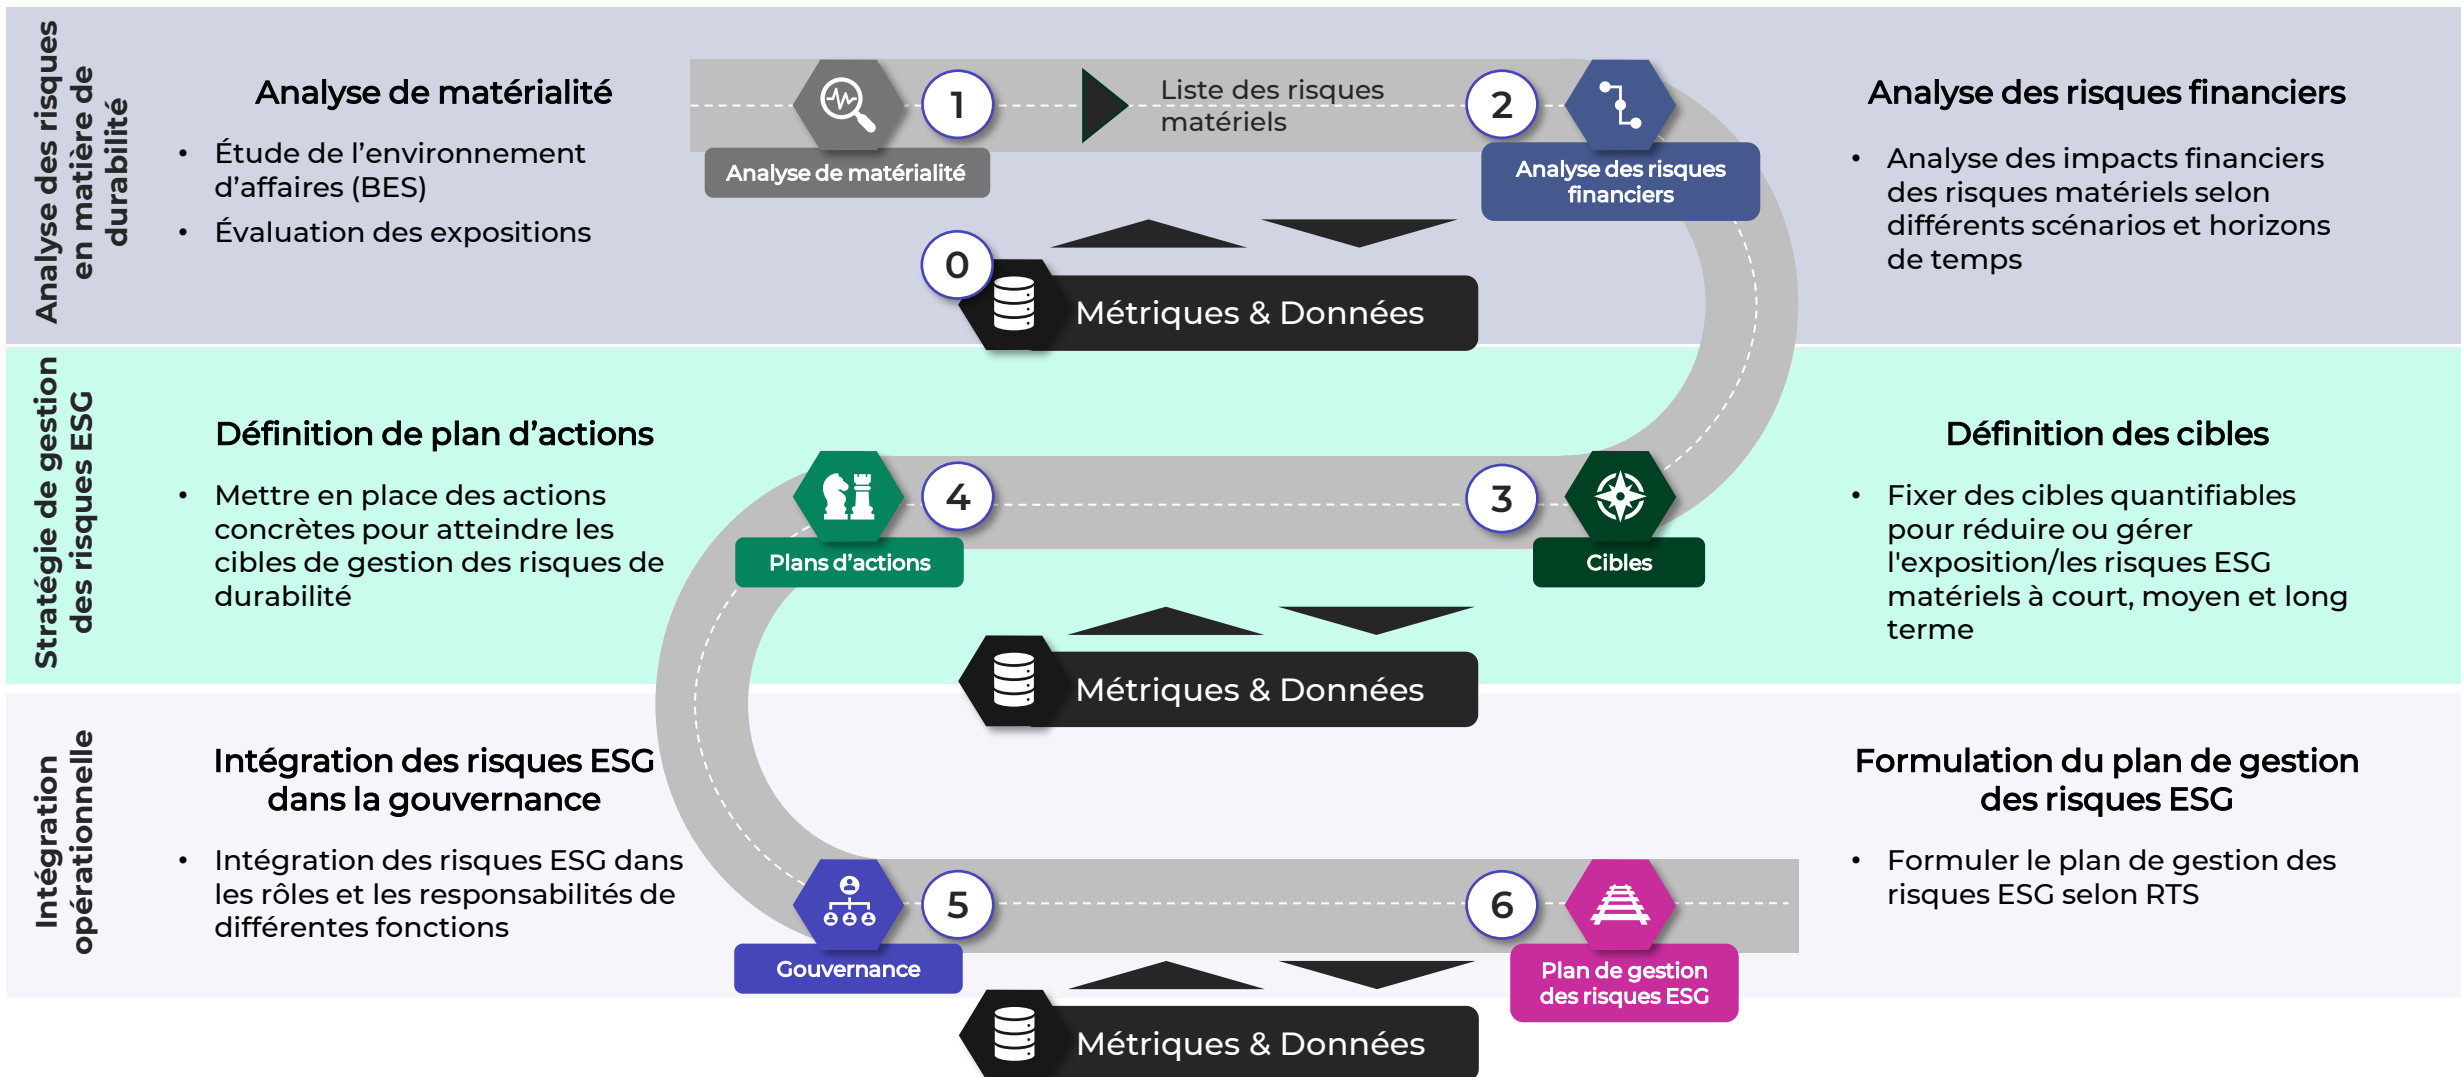 Analyse des risques
en matière de
durabilité
Analyse de matérialité
• Étude de l’environnement
d’affaires (BES)
• Évaluation des expositions
1
Liste des risques
matériels
2
Analyse de matérialité
Analyse des risques
financiers
0
Métriques & Données
Analyse des risques financiers
• Analyse des impacts financiers
des risques matériels selon
différents scénarios et horizons
de temps
Stratégie de gestion
des risques ESG
Définition de plan d’actions
• Mettre en place des actions
concrètes pour atteindre les
cibles de gestion des risques de
durabilité
4
3
Plans d’actions
Cibles
Métriques & Données
Définition des cibles
• Fixer des cibles quantifiables
pour réduire ou gérer
l'exposition/les risques ESG
matériels à court, moyen et long
terme
Intégration
opérationnelle
Intégration des risques ESG
dans la gouvernance
• Intégration des risques ESG dans
les rôles et les responsabilités de
différentes fonctions
5
6
Gouvernance
Plan de gestion
des risques ESG
Métriques & Données
Formulation du plan de gestion
des risques ESG
• Formuler le plan de gestion des
risques ESG selon RTS